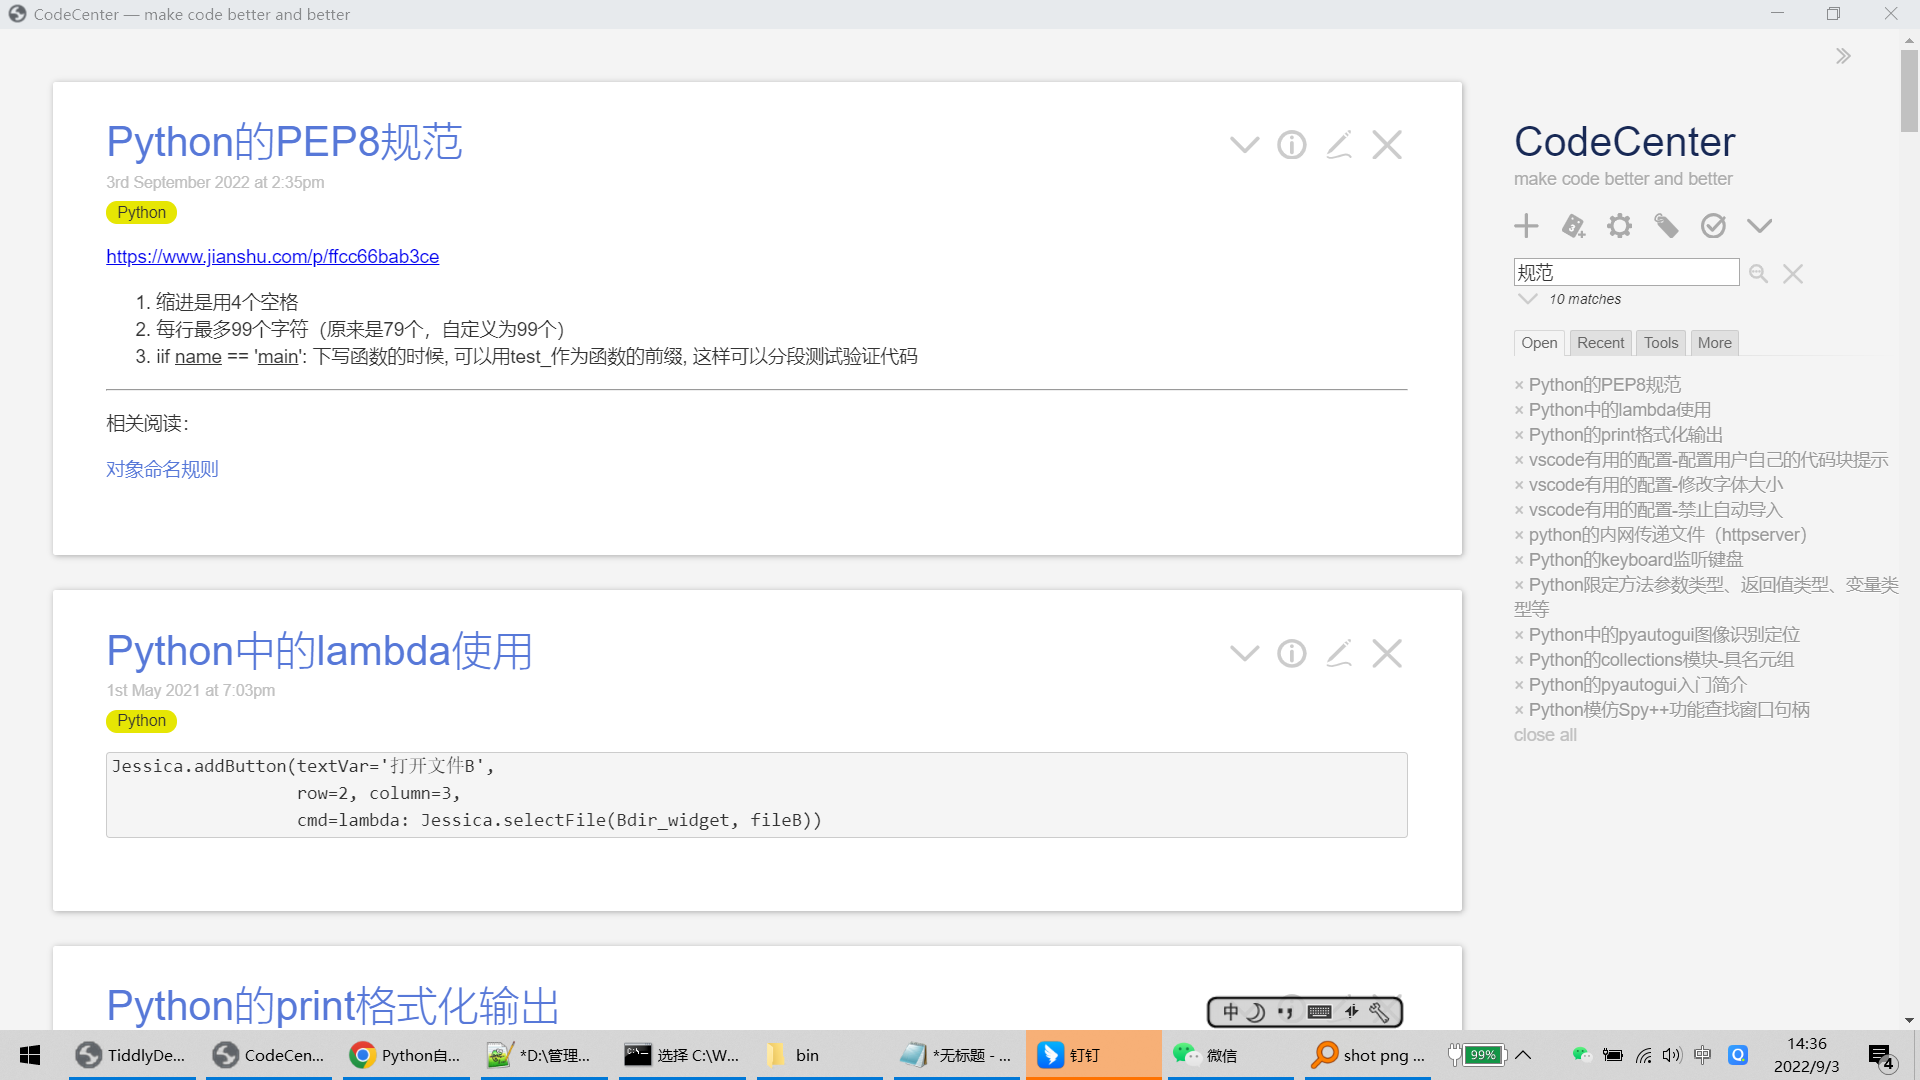 CodeCenter — make code better and better
Python的PEP8规范
3rd September 2022 at 2:35pm
Python
https://www.jianshu.com/p/ffcc66bab3ce
1. 缩进是用4个空格
2. 每行最多99个字符（原来是79个，自定义为99个）
3. iif name == 'main': 下写函数的时候, 可以用test_作为函数的前缀, 这样可以分段测试验证代码
相关阅读：
对象命名规则
Python中的lambda使用
1st May 2021 at 7:03pm
Python
Jessica.addButton(textVar='打开文件B',
row=2, column=3,
cmd=lambda: Jessica.selectFile(Bdir_widget, fileB))
Python的print格式化输出
CodeCenter
make code better and better
规范
10 matches
Open Recent Tools More
× Python的PEP8规范
× Python中的lambda使用
× Python的print格式化输出
× vscode有用的配置-配置用户自己的代码块提示
× vscode有用的配置-修改字体大小
× vscode有用的配置-禁止自动导入
× python的内网传递文件（httpserver）
× Python的keyboard监听键盘
× Python限定方法参数类型、返回值类型、变量类
型等
× Python中的pyautogui图像识别定位
× Python的collections模块-具名元组
× Python的pyautogui入门简介
× Python模仿Spy++功能查找窗口句柄
close all
中
TiddlyDe... CodeCen... Python自... *D:\管理... 选择 C:\W... bin *无标题 - ... 钉钉 微信 shot png ... 99% 中 14:36
2022/9/3 4